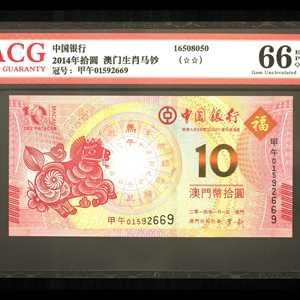 ACG
GUARANTY
中国银行
2014年拾圆 澳门生肖马钞
冠号：甲午01592669
16508050
(☆☆)
66
Gem Uncirculated
中國銀行
福
10
澳門幣拾圓
甲午01592669
甲午01592669